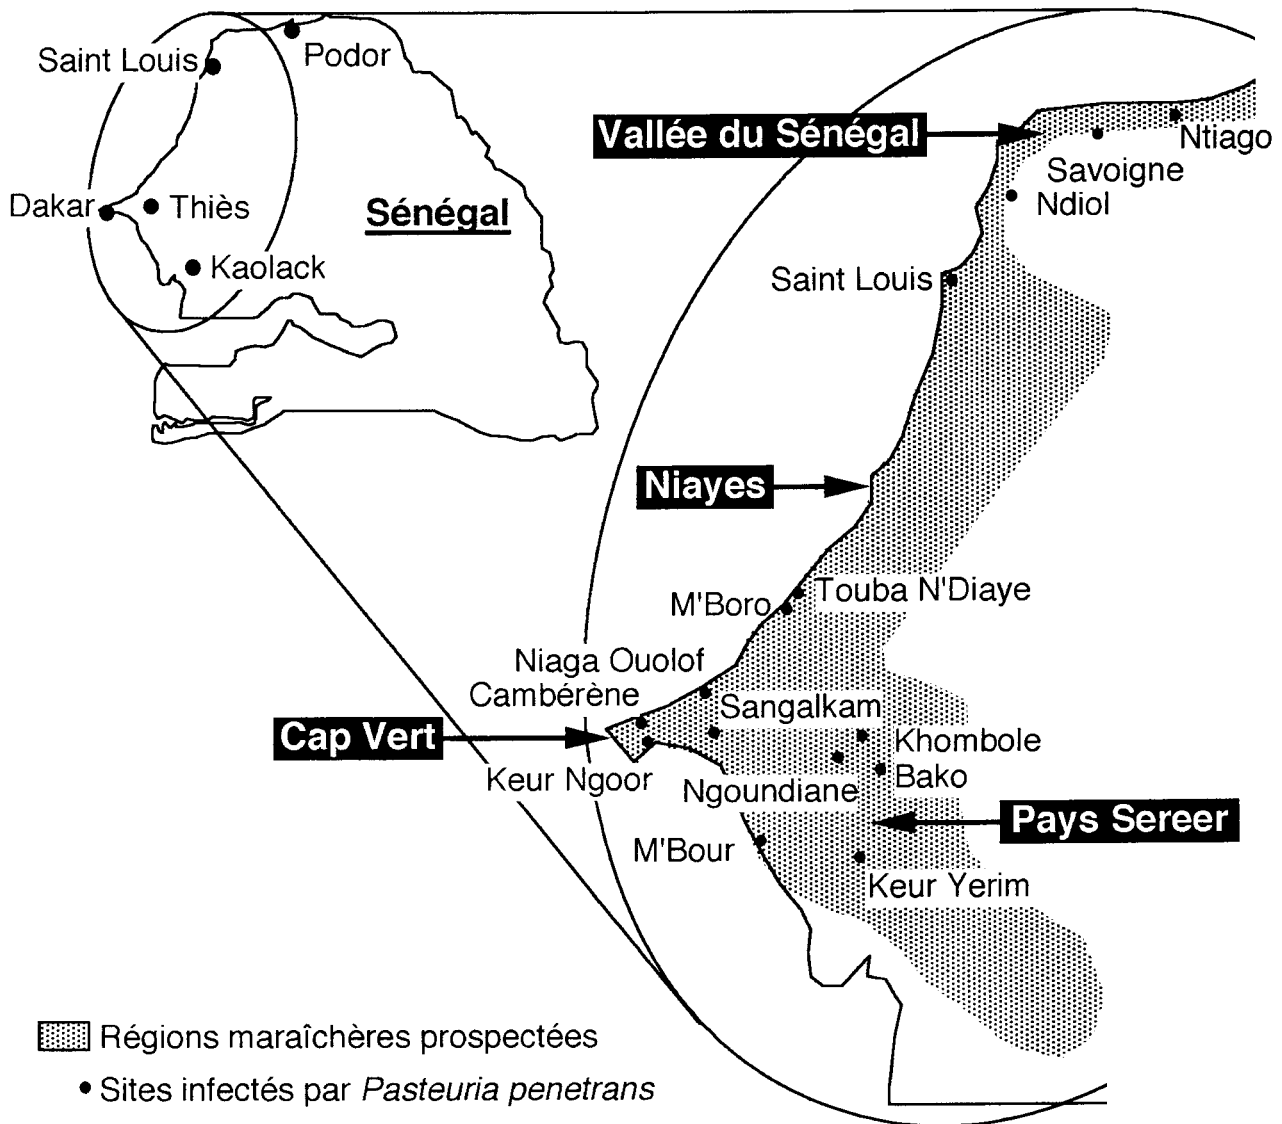 Podor
Saint Louis
Vallée du Sénégal
Ntiago
Savoigne
Ndiol
Dakar
Thiès
Sénégal
Kaolack
Saint Louis
Niayes
Touba N'Diaye
M'Boro
Niaga Ouolof
Cambérène
Sangalkam
Cap Vert
Khombole
Keur Ngoor
Ngoundiane
Bako
Pays Sereer
M'Bour
Keur Yerim
Régions maraîchères prospectées
Sites infectés par Pasteuria penetrans